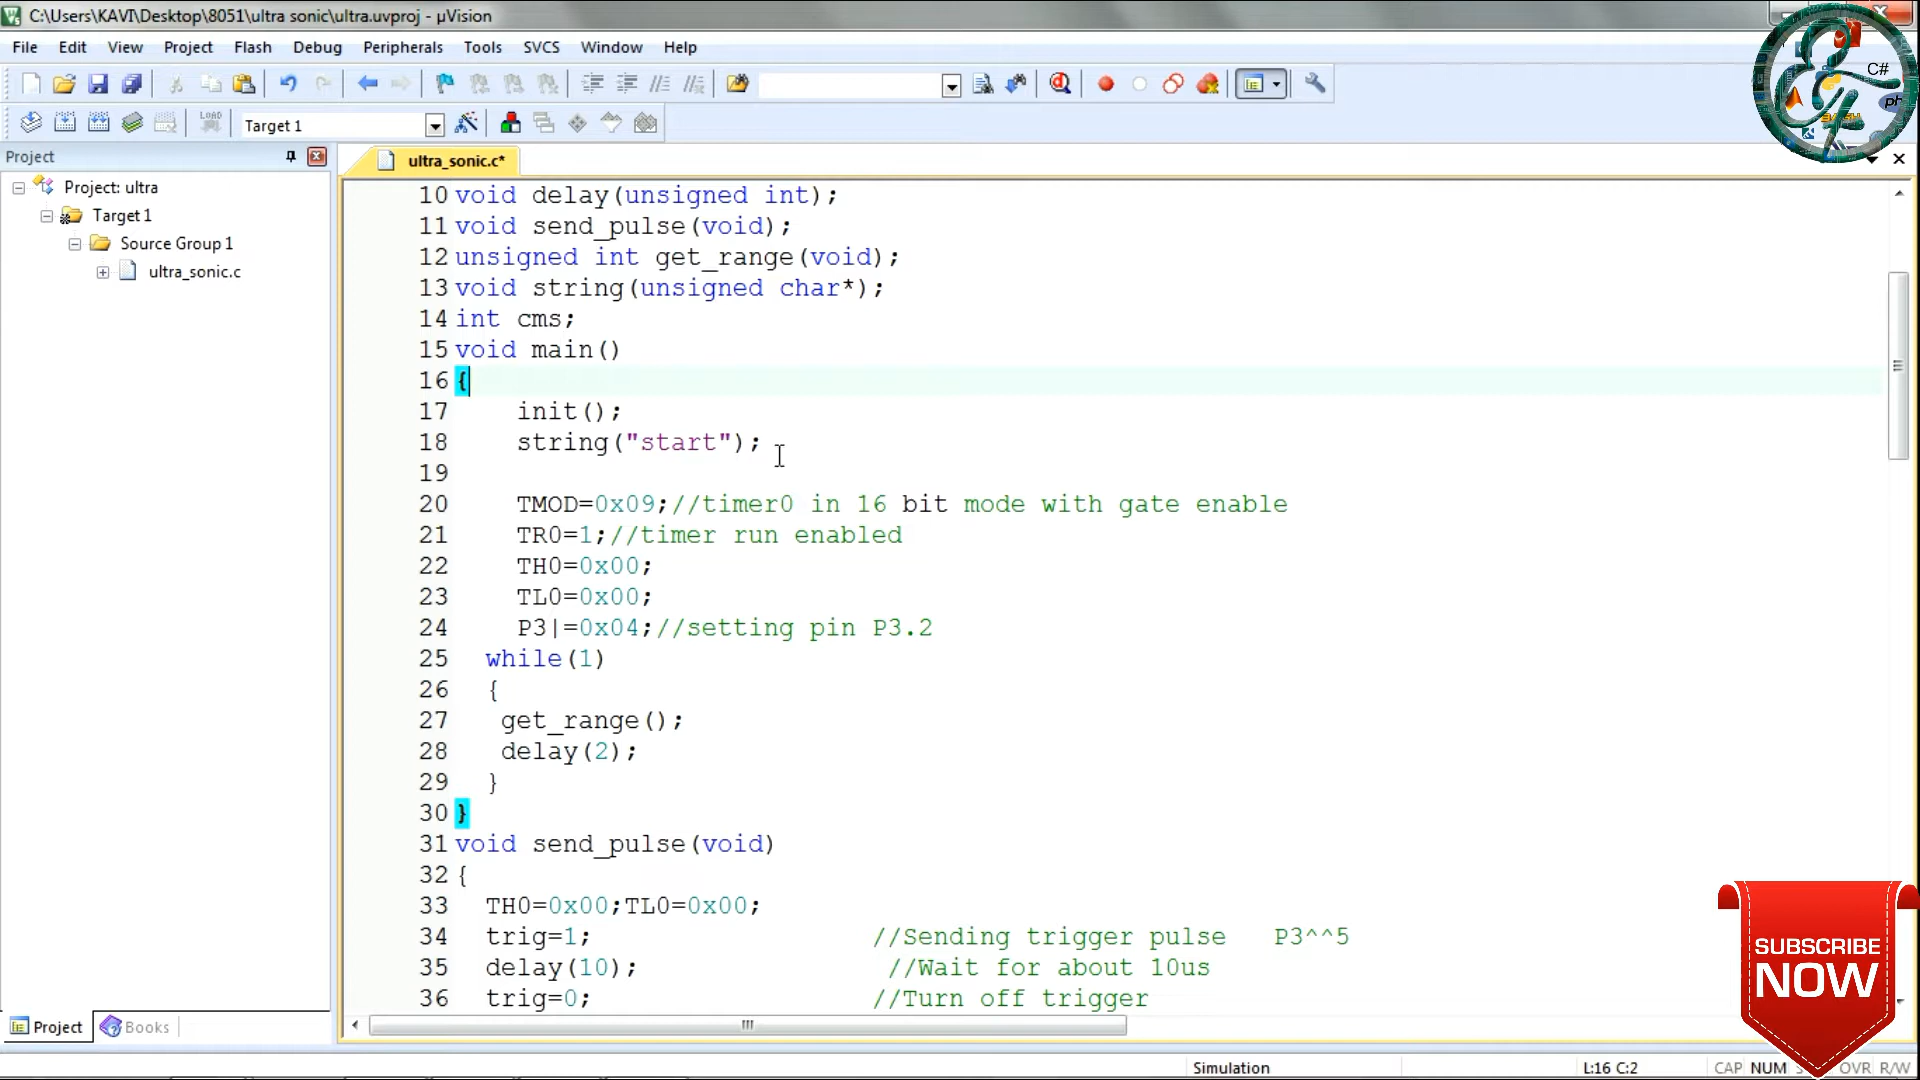 C:\Users\KAVI\Desktop\8051\ultra sonic\ultra.uvproj - µVision
File Edit View Project Flash Debug Peripherals Tools SVCS Window Help
C#
LOAD
Target 1
Project
ultra_sonic.c*
Project: ultra
Target 1
Source Group 1
ultra_sonic.c
10 void delay(unsigned int);
11 void send_pulse(void);
12 unsigned int get_range(void);
13 void string(unsigned char*);
14 int cms;
15 void main()
16 {
17 init();
18 string("start");
19
20 TMOD=0x09;//timer0 in 16 bit mode with gate enable
21 TR0=1;//timer run enabled
22 TH0=0x00;
23 TL0=0x00;
24 P3|=0x04;//setting pin P3.2
25 while(1)
26 {
27 get_range();
28 delay(2);
29 }
30 }
31 void send_pulse(void)
32 {
33 TH0=0x00;TL0=0x00;
34 trig=1; //Sending trigger pulse P3^^5
35 delay(10); //Wait for about 10us
36 trig=0; //Turn off trigger
Project Books
SUBSCRIBE
NOW
Simulation L:16 C:2 CAP NUM OVR R/W